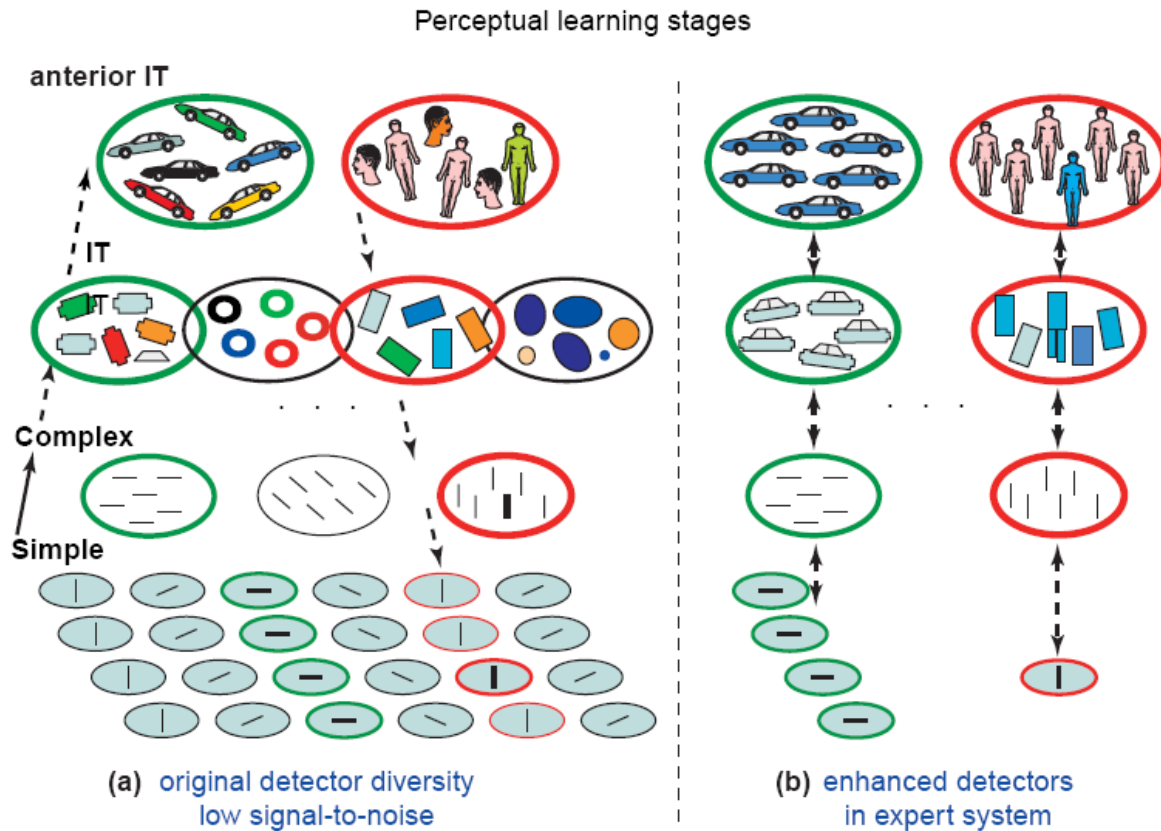 Perceptual learning stages
anterior IT
IT
IT
. . .
. . .
Complex
Simple
(a) original detector diversity
low signal-to-noise
(b) enhanced detectors
in expert system